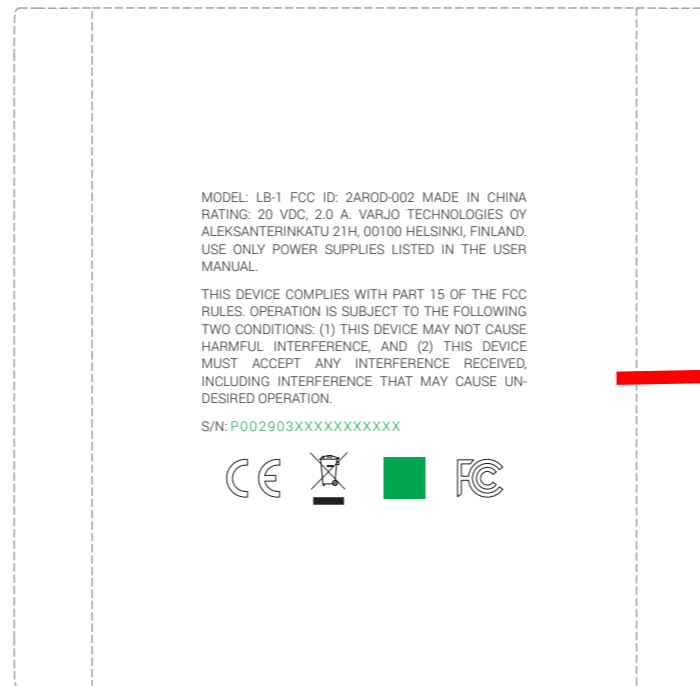 MODEL: LB-1 FCC ID: 2AROD-002 MADE IN CHINA
RATING: 20 VDC, 2.0 A. VARJO TECHNOLOGIES OY
ALEKSANTERINKATU 21H, 00100 HELSINKI, FINLAND.
USE ONLY POWER SUPPLIES LISTED IN THE USER
MANUAL.
THIS DEVICE COMPLIES WITH PART 15 OF THE FCC
RULES. OPERATION IS SUBJECT TO THE FOLLOWING
TWO CONDITIONS: (1) THIS DEVICE MAY NOT CAUSE
HARMFUL INTERFERENCE, AND (2) THIS DEVICE
MUST ACCEPT ANY INTERFERENCE RECEIVED,
INCLUDING INTERFERENCE THAT MAY CAUSE UN-
DESIRED OPERATION.
S/N: P002903XXXXXXXXXXX
CE FC